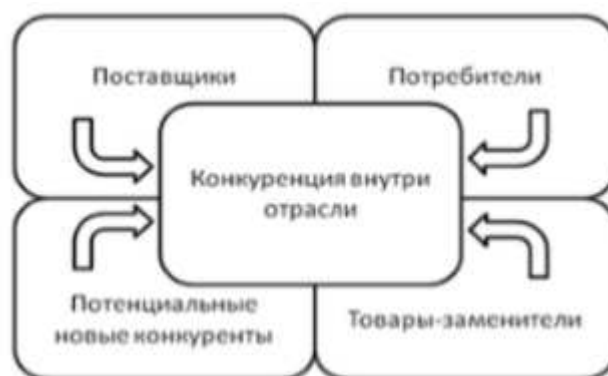 Поставщики
Потребители
Конкуренция внутри
отрасли
Потенциальные
новые конкуренты
Товары-заменители